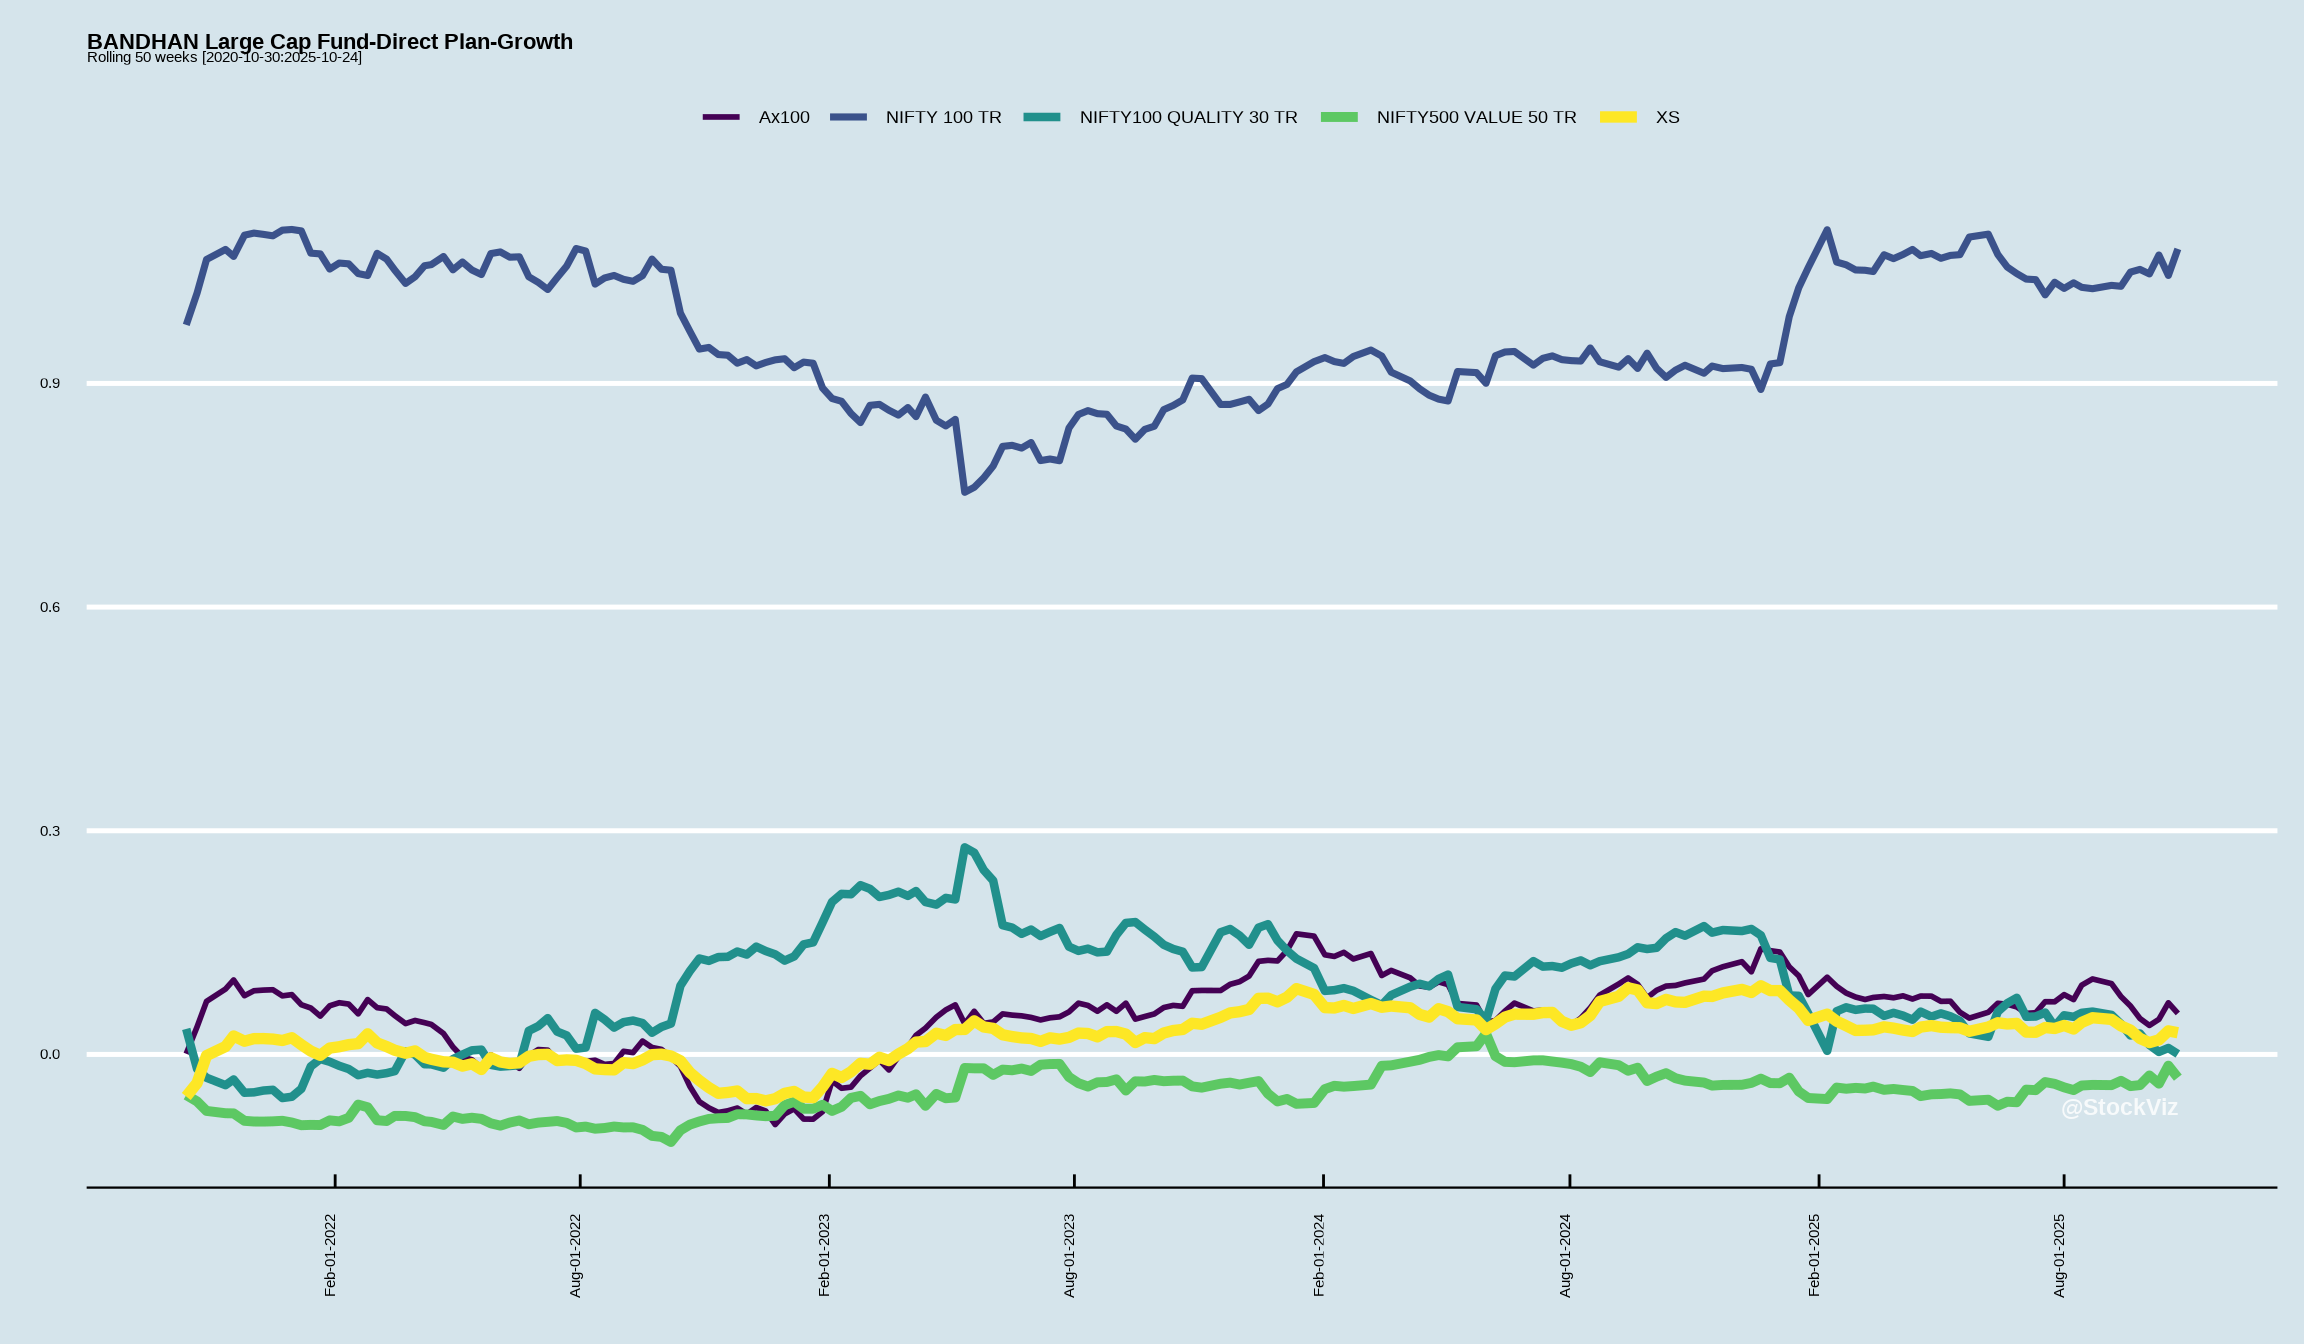 BANDHAN Large Cap Fund-Direct Plan-Growth
Rolling 50 weeks [2020-10-30:2025-10-24]
Ax100 NIFTY 100 TR NIFTY100 QUALITY 30 TR NIFTY500 VALUE 50 TR XS
0.9
0.6
0.3
0.0
@StockViz
Feb-01-2022 Aug-01-2022 Feb-01-2023 Aug-01-2023 Feb-01-2024 Aug-01-2024 Feb-01-2025 Aug-01-2025